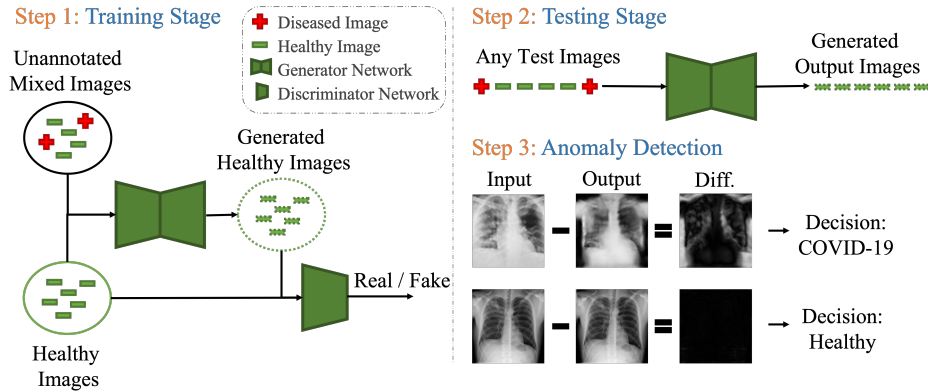 Step 1: Training Stage
Diseased Image
Healthy Image
Generator Network
Discriminator Network
Unannotated
Mixed Images
Generated
Healthy Images
Real / Fake
Healthy
Images
Step 2: Testing Stage
Any Test Images
Generated
Output Images
Step 3: Anomaly Detection
Input
Output
Diff.
Decision:
COVID-19
Decision:
Healthy